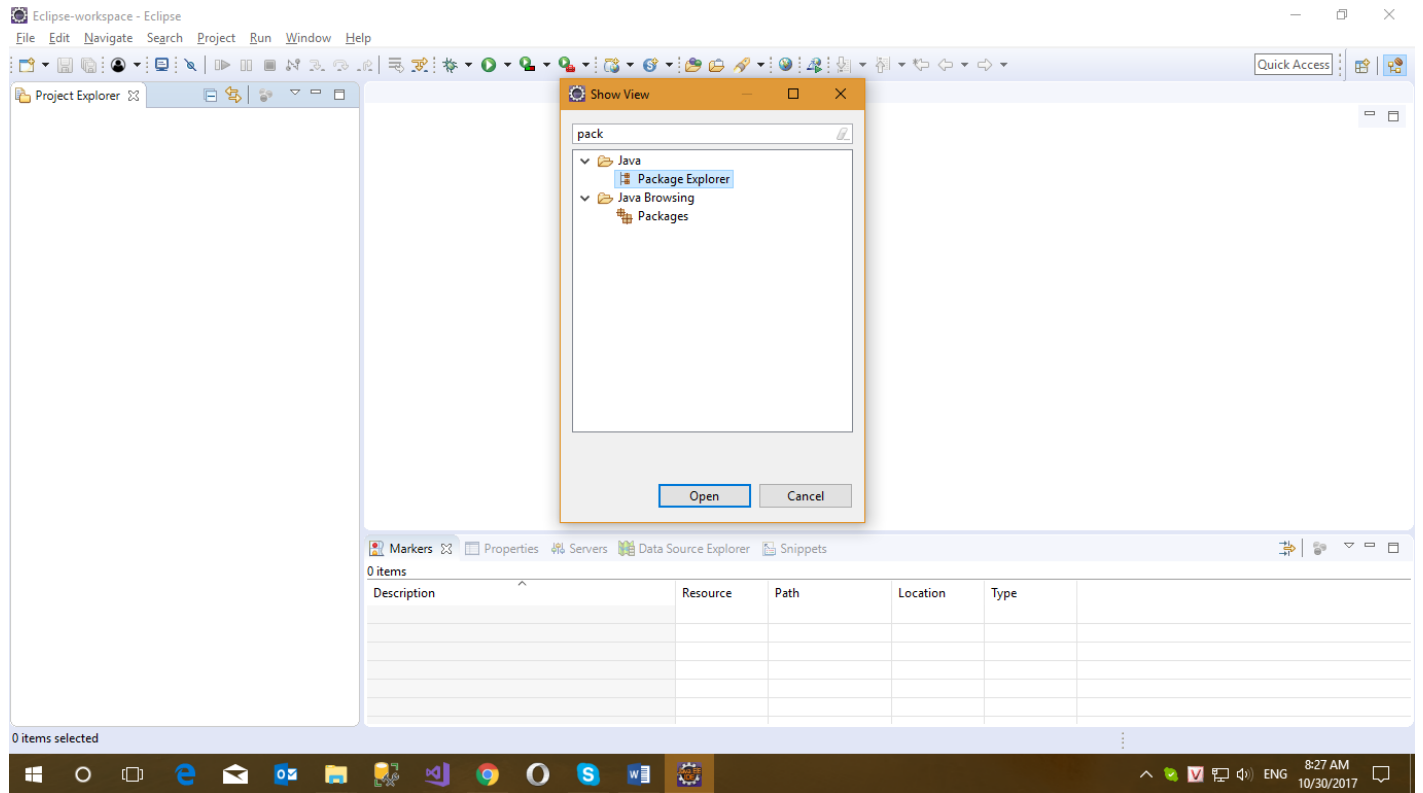 Eclipse-workspace - Eclipse
File Edit Navigate Search Project Run Window Help
Quick Access
Project Explorer
Show View
pack
Java
Package Explorer
Java Browsing
Packages
Open Cancel
Markers Properties Servers Data Source Explorer Snippets
0 items
Description Resource Path Location Type
0 items selected
ENG
8:27 AM
10/30/2017